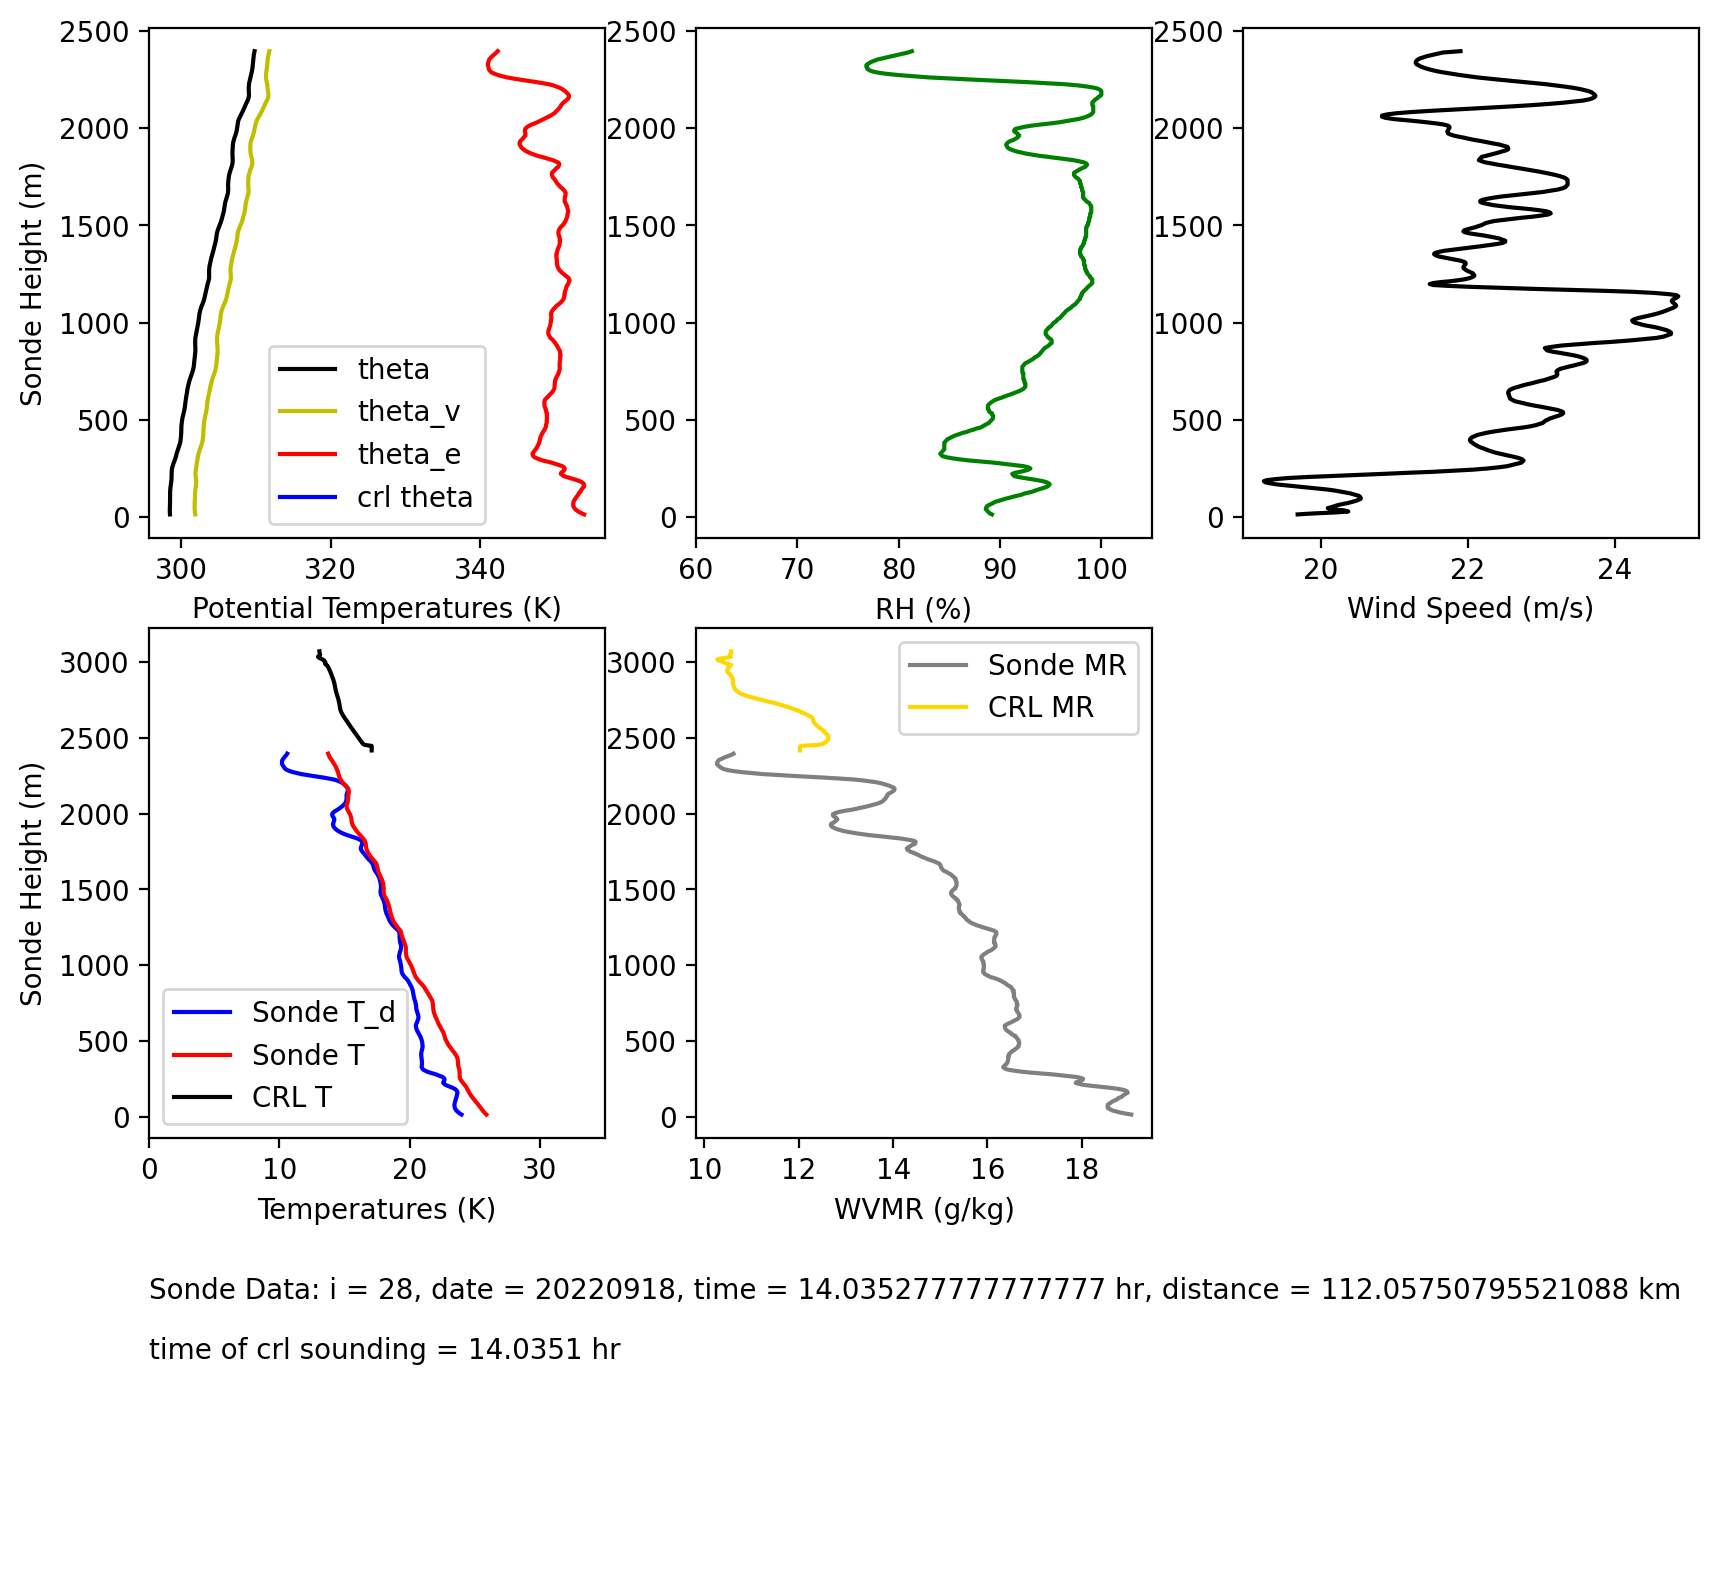 2500
2000
1500
1000
500
0
Sonde Height (m)
theta
theta_v
theta_e
crl theta
300 320 340
Potential Temperatures (K)
2500
2000
1500
1000
500
0
60 70 80 90 100
RH (%)
2500
2000
1500
1000
500
0
20 22 24
Wind Speed (m/s)
3000
2500
2000
1500
1000
500
0
Sonde Height (m)
Sonde T_d
Sonde T
CRL T
0 10 20 30
Temperatures (K)
3000
2500
2000
1500
1000
500
0
Sonde MR
CRL MR
10 12 14 16 18
WVMR (g/kg)
Sonde Data: i = 28, date = 20220918, time = 14.035277777777777 hr, distance = 112.05750795521088 km
time of crl sounding = 14.0351 hr